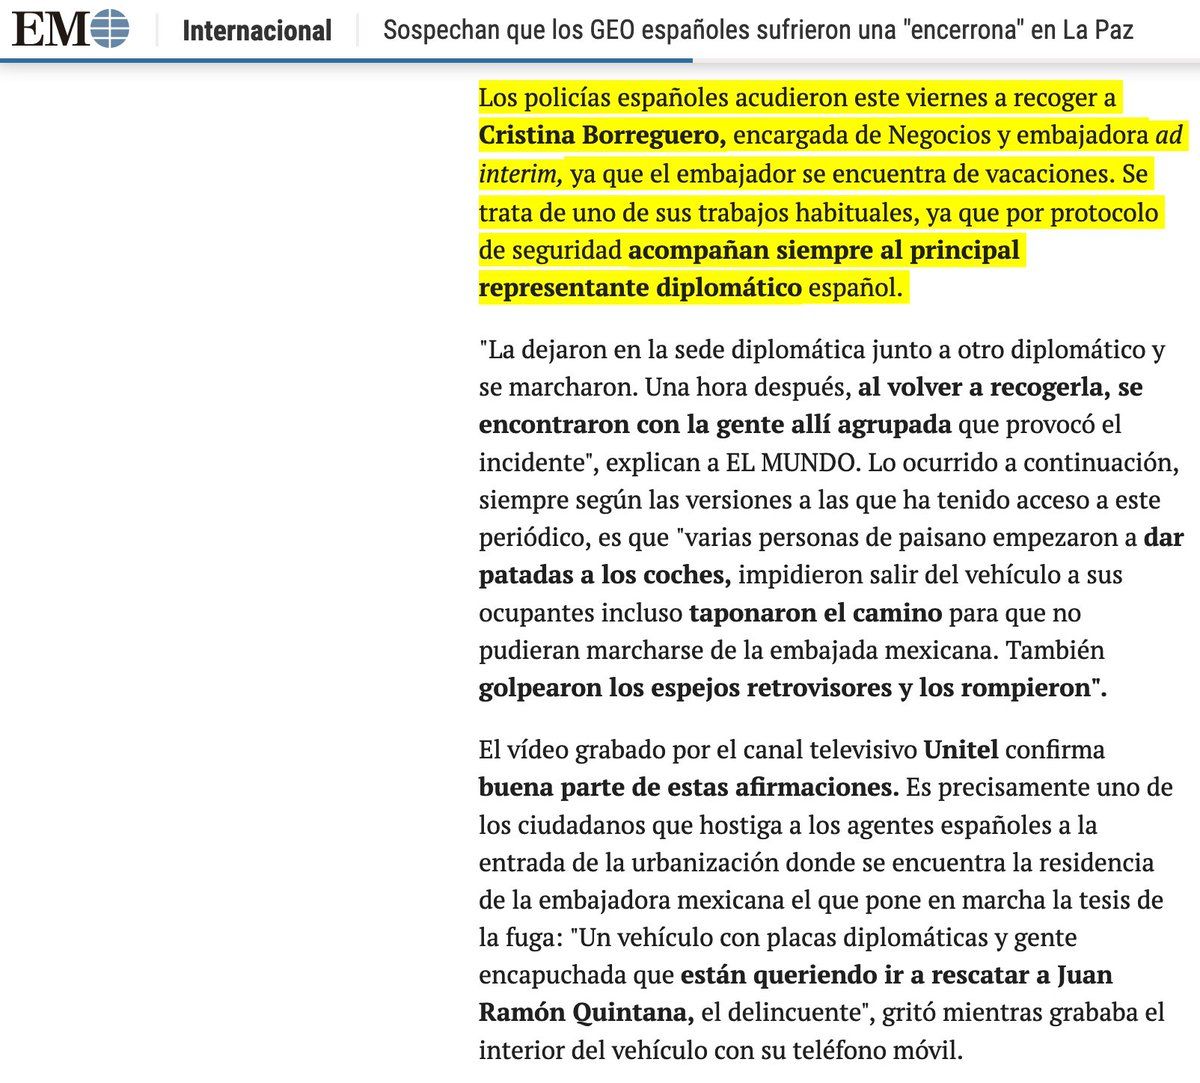 EM
Internacional
Sospechan que los GEO españoles sufrieron una "encerrona" en La Paz
Los policías españoles acudieron este viernes a recoger a
Cristina Borreguero, encargada de Negocios y embajadora ad
interim, ya que el embajador se encuentra de vacaciones. Se
trata de uno de sus trabajos habituales, ya que por protocolo
de seguridad acompañan siempre al principal
representante diplomático español.
"La dejaron en la sede diplomática junto a otro diplomático y
se marcharon. Una hora después, al volver a recogerla, se
encontraron con la gente allí agrupada que provocó el
incidente", explican a EL MUNDO. Lo ocurrido a continuación,
siempre según las versiones a las que ha tenido acceso a este
periódico, es que "varias personas de paisano empezaron a dar
patadas a los coches, impidieron salir del vehículo a sus
ocupantes incluso taponaron el camino para que no
pudieran marcharse de la embajada mexicana. También
golpearon los espejos retrovisores y los rompieron".
El vídeo grabado por el canal televisivo Unitel confirma
buena parte de estas afirmaciones. Es precisamente uno de
los ciudadanos que hostiga a los agentes españoles a la
entrada de la urbanización donde se encuentra la residencia
de la embajadora mexicana el que pone en marcha la tesis de
la fuga: "Un vehículo con placas diplomáticas y gente
encapuchada que están queriendo ir a rescatar a Juan
Ramón Quintana, el delincuente", gritó mientras grababa el
interior del vehículo con su teléfono móvil.